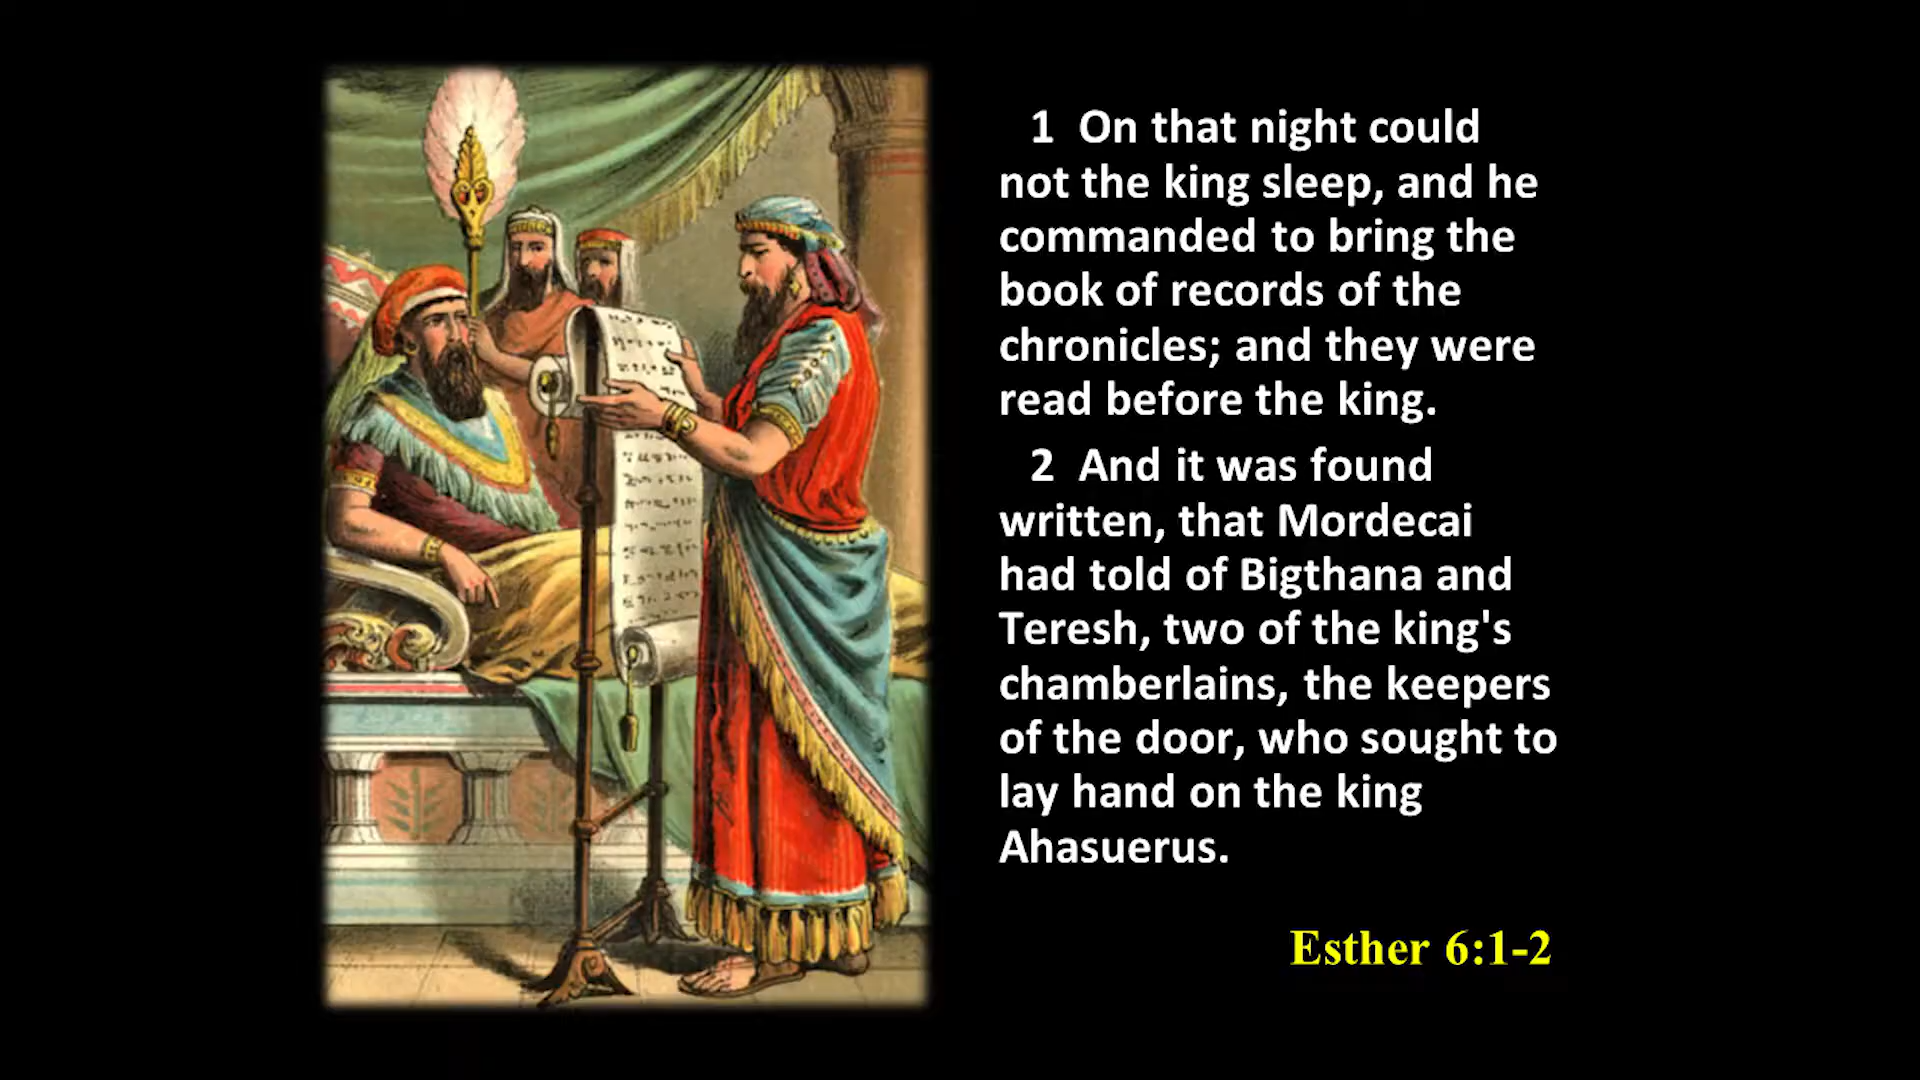 1 On that night could
not the king sleep, and he
commanded to bring the
book of records of the
chronicles; and they were
read before the king.
2 And it was found
written, that Mordecai
had told of Bigthana and
Teresh, two of the king's
chamberlains, the keepers
of the door, who sought to
lay hand on the king
Ahasuerus.
Esther 6:1-2